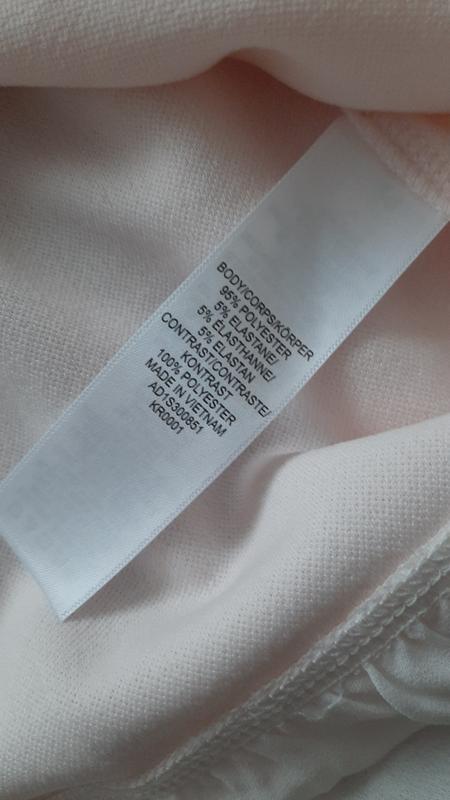 BODY/CORPS/KÖRPER
95% POLYESTER
5% ELASTANE/
5% ÉLASTHANNE/
5% ELASTAN
CONTRAST/CONTRASTE/
KONTRAST
100% POLYESTER
MADE IN VIETNAM
AD1S300851
KR0001